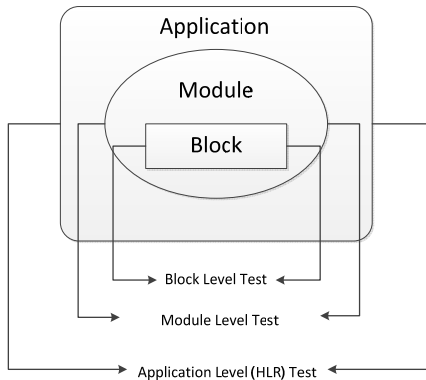 Application
Module
Block
Block Level Test
Module Level Test
Application Level (HLR) Test